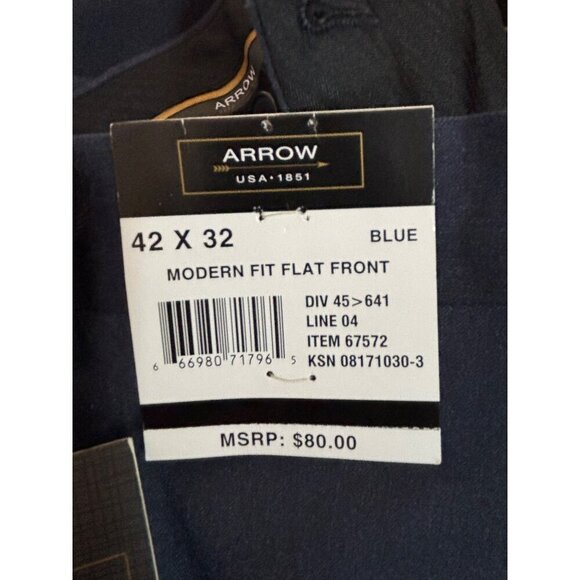 ARROW
ARROW
USA · 1851
42 X 32 BLUE
MODERN FIT FLAT FRONT
DIV 45>641
LINE 04
ITEM 67572
KSN 08171030-3
6 66980 71796 5
MSRP: $80.00